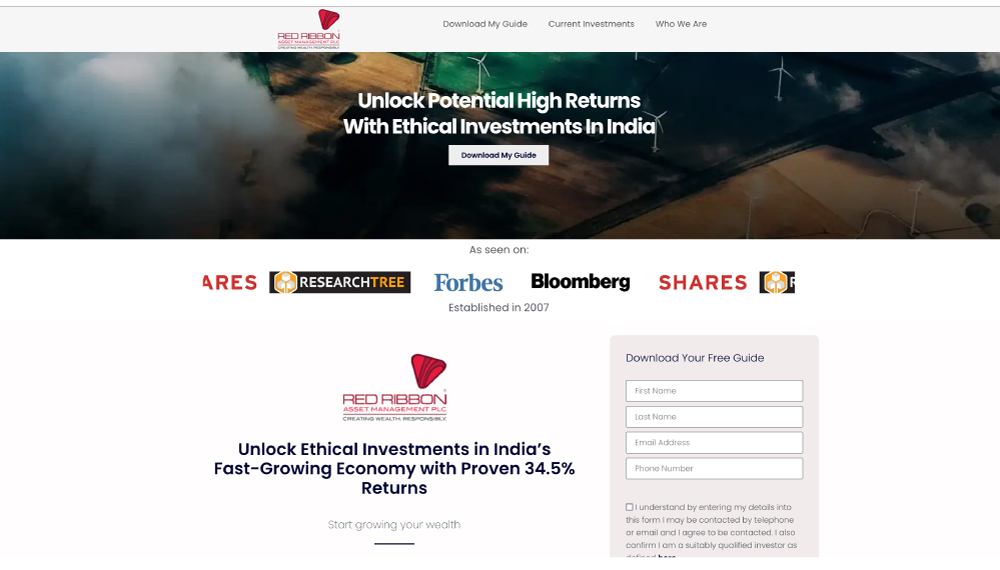 RED RIBBON
ASSET MANAGEMENT PLC
CREATING WEALTH. RESPONSIBLY.
Download My Guide
Current Investments
Who We Are
Unlock Potential High Returns
With Ethical Investments In India
Download My Guide
As seen on:
ARES
RESEARCHTREE
Forbes
Bloomberg
SHARES
R
Established in 2007
RED RIBBON
ASSET MANAGEMENT PLC
CREATING WEALTH. RESPONSIBLY.
Unlock Ethical Investments in India's
Fast-Growing Economy with Proven 34.5%
Returns
Start growing your wealth
Download Your Free Guide
First Name
Last Name
Email Address
Phone Number
I understand by entering my details into
this form I may be contacted by telephone
or email and I agree to be contacted. I also
confirm I am a suitably qualified investor as
defined here